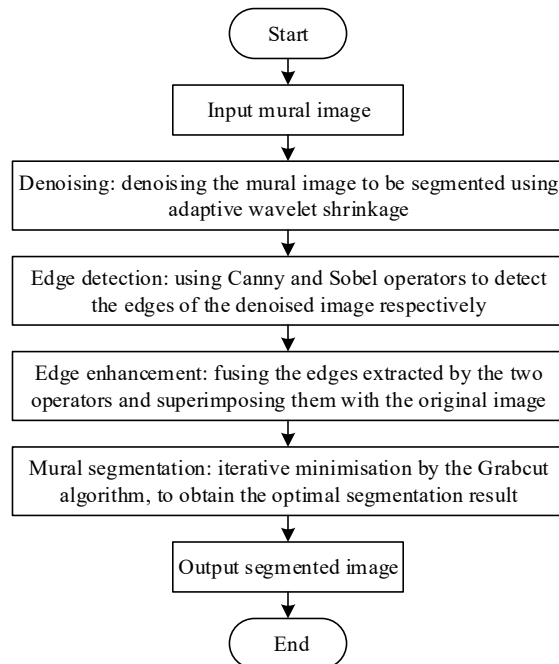 Start
Input mural image
Denoising: denoising the mural image to be segmented using
adaptive wavelet shrinkage
Edge detection: using Canny and Sobel operators to detect
the edges of the denoised image respectively
Edge enhancement: fusing the edges extracted by the two
operators and superimposing them with the original image
Mural segmentation: iterative minimisation by the Grabcut
algorithm, to obtain the optimal segmentation result
Output segmented image
End